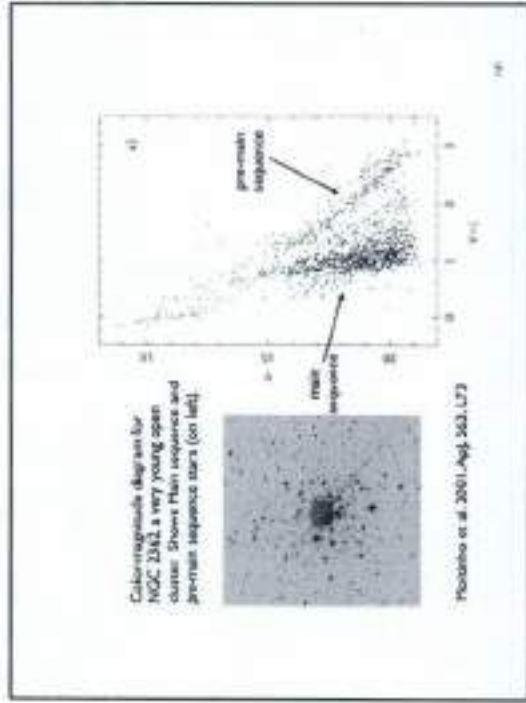 Color-magnitude diagram for
NGC 2362 a very young open
cluster. Shows Main sequence and
pre-main sequence stars (on left).
a)
pre-main
sequence
main
sequence
V
V-I
Moitinho et al. 2001, ApJ, 563, L73